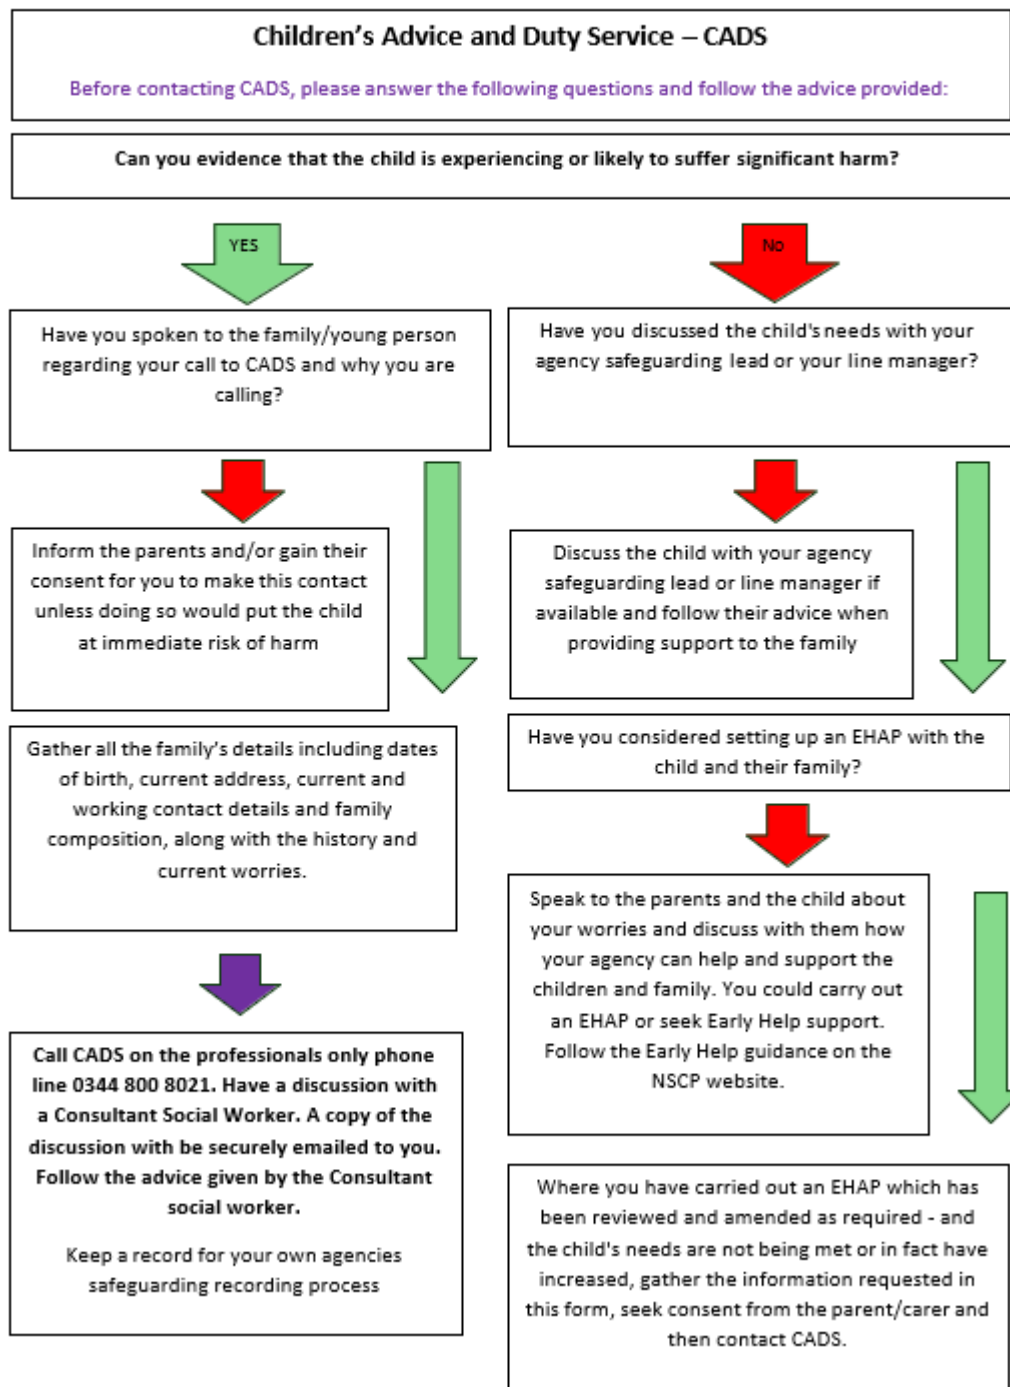 Children's Advice and Duty Service – CADS
Before contacting CADS, please answer the following questions and follow the advice provided:
Can you evidence that the child is experiencing or likely to suffer significant harm?
YES
No
Have you spoken to the family/young person
regarding your call to CADS and why you are
calling?
Have you discussed the child's needs with your
agency safeguarding lead or your line manager?
Inform the parents and/or gain their
consent for you to make this contact
unless doing so would put the child
at immediate risk of harm
Discuss the child with your agency
safeguarding lead or line manager if
available and follow their advice when
providing support to the family
Gather all the family's details including dates
of birth, current address, current and
working contact details and family
composition, along with the history and
current worries.
Have you considered setting up an EHAP with the
child and their family?
Speak to the parents and the child about
your worries and discuss with them how
your agency can help and support the
children and family. You could carry out
an EHAP or seek Early Help support.
Follow the Early Help guidance on the
NSCP website.
Call CADS on the professionals only phone
line 0344 800 8021. Have a discussion with
a Consultant Social Worker. A copy of the
discussion with be securely emailed to you.
Follow the advice given by the Consultant
social worker.
Keep a record for your own agencies
safeguarding recording process
Where you have carried out an EHAP which has
been reviewed and amended as required - and
the child's needs are not being met or in fact have
increased, gather the information requested in
this form, seek consent from the parent/carer and
then contact CADS.